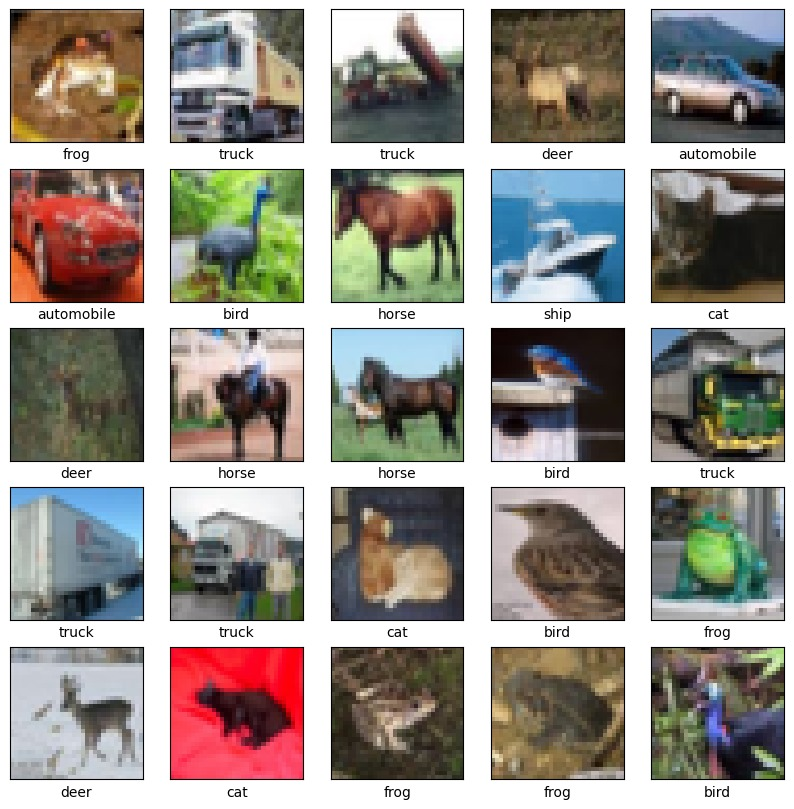 frog truck truck deer automobile
automobile bird horse ship cat
deer horse horse bird truck
truck truck cat bird frog
deer cat frog frog bird